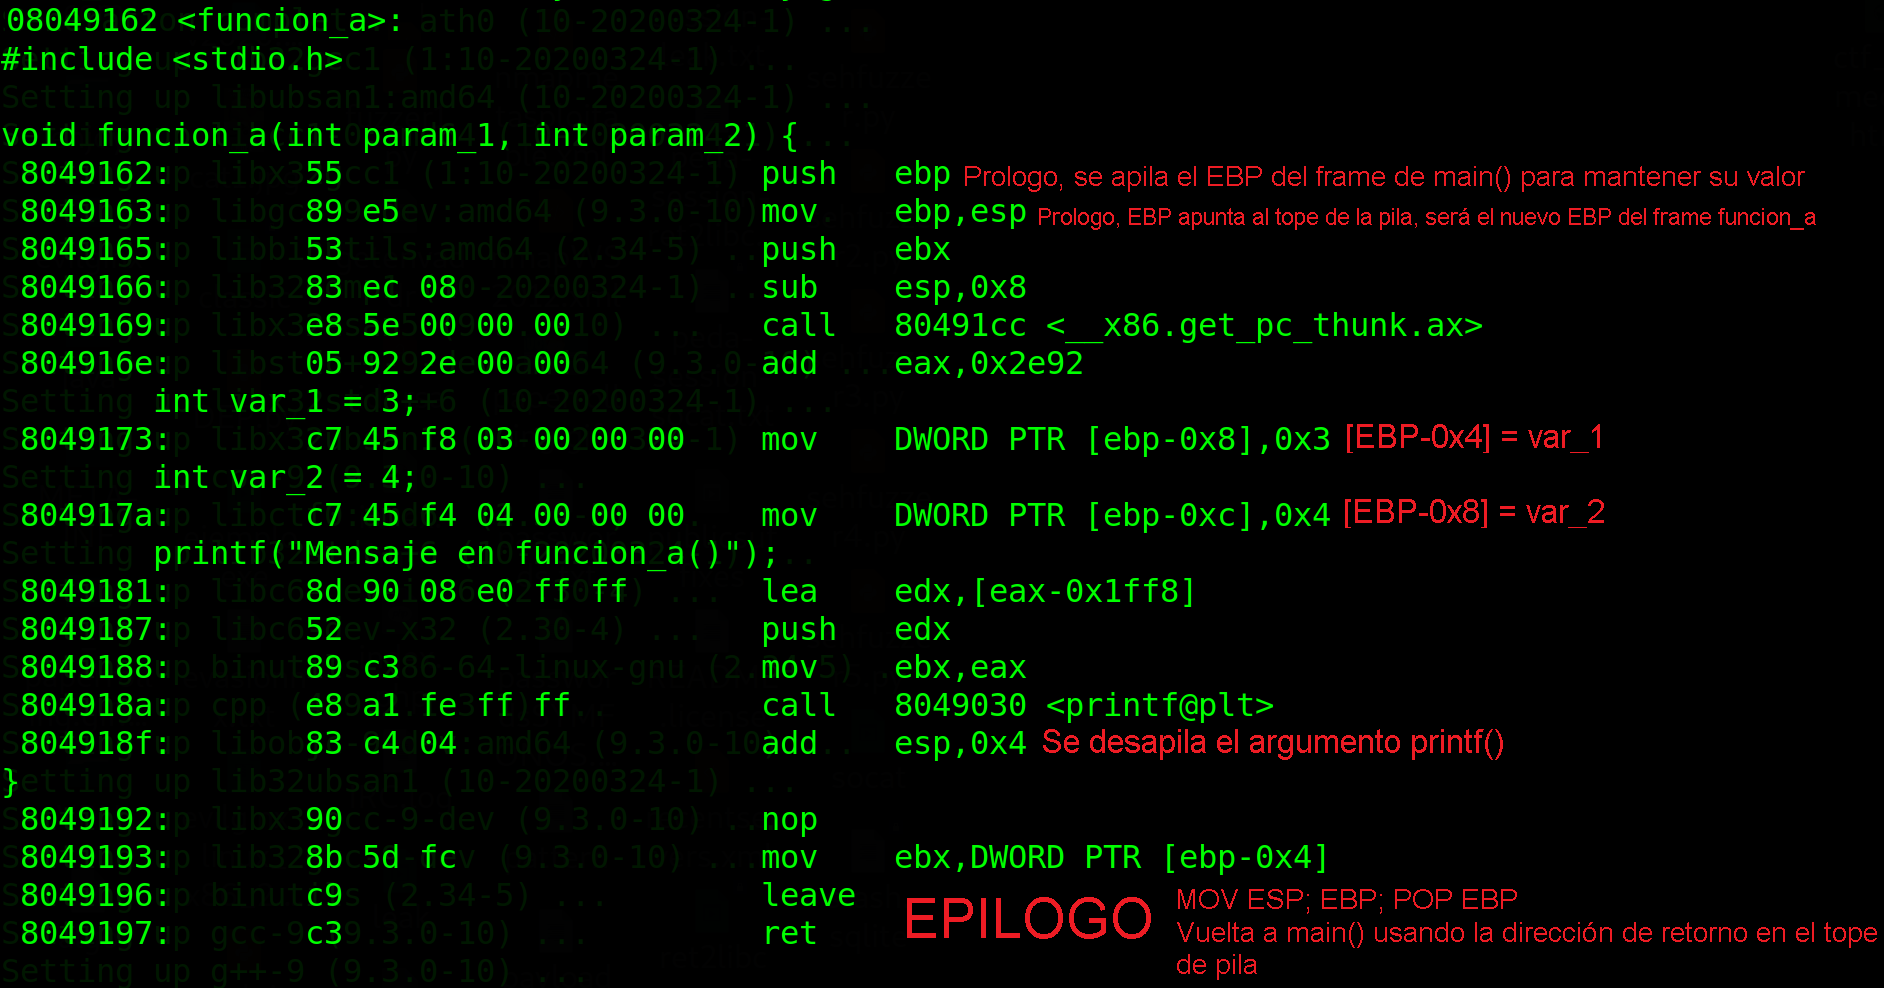 08049162 <funcion_a>:
#include <stdio.h>
void funcion_a(int param_1, int param_2) {
8049162: 55 push ebp Prologo, se apila el EBP del frame de main() para mantener su valor
8049163: 89 e5 mov ebp,esp Prologo, EBP apunta al tope de la pila, será el nuevo EBP del frame funcion_a
8049165: 53 push ebx
8049166: 83 ec 08 sub esp,0x8
8049169: e8 5e 00 00 00 call 80491cc <__x86.get_pc_thunk.ax>
804916e: 05 92 2e 00 00 add eax,0x2e92
int var_1 = 3;
8049173: c7 45 f8 03 00 00 00 mov DWORD PTR [ebp-0x8],0x3 [EBP-0x4] = var_1
int var_2 = 4;
804917a: c7 45 f4 04 00 00 00 mov DWORD PTR [ebp-0xc],0x4 [EBP-0x8] = var_2
printf("Mensaje en funcion_a()");
8049181: 8d 90 08 e0 ff ff lea edx,[eax-0x1ff8]
8049187: 52 push edx
8049188: 89 c3 mov ebx,eax
804918a: e8 a1 fe ff ff call 8049030 <printf@plt>
804918f: 83 c4 04 add esp,0x4 Se desapila el argumento printf()
}
8049192: 90 nop
8049193: 8b 5d fc mov ebx,DWORD PTR [ebp-0x4]
8049196: c9 leave
8049197: c3 ret
EPILOGO
MOV ESP; EBP; POP EBP
Vuelta a main() usando la dirección de retorno en el tope
de pila